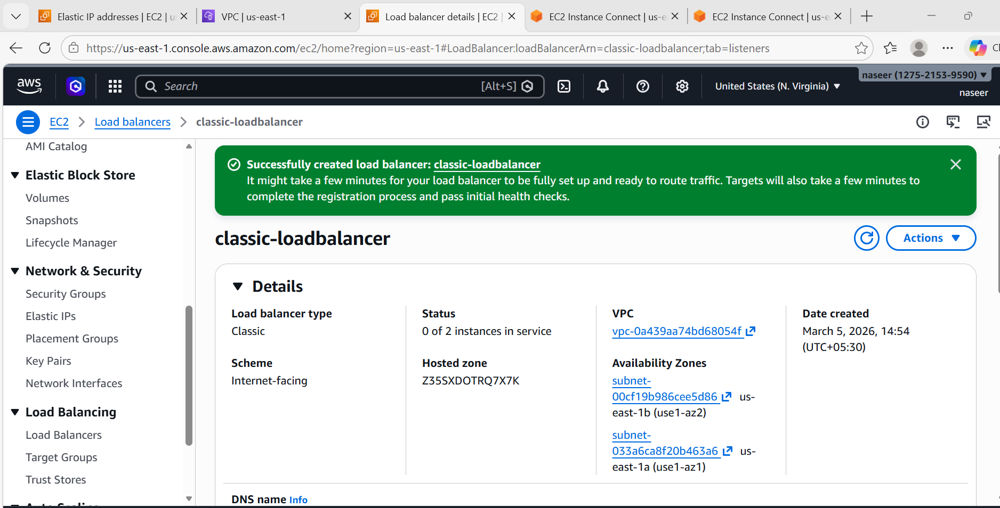 Elastic IP addresses | EC2 | us
VPC | us-east-1
Load balancer details | EC2 |
EC2 Instance Connect | us-e
EC2 Instance Connect | us-e
https://us-east-1.console.aws.amazon.com/ec2/home?region=us-east-1#LoadBalancer:loadBalancerArn=classic-loadbalancer;tab=listeners
aws
Search
[Alt+S]
United States (N. Virginia)
naseer (1275-2153-9590)
naseer
EC2
Load balancers
classic-loadbalancer
AMI Catalog
Elastic Block Store
Volumes
Snapshots
Lifecycle Manager
Network & Security
Security Groups
Elastic IPs
Placement Groups
Key Pairs
Network Interfaces
Load Balancing
Load Balancers
Target Groups
Trust Stores
Auto Scaling
Successfully created load balancer: classic-loadbalancer
It might take a few minutes for your load balancer to be fully set up and ready to route traffic. Targets will also take a few minutes to
complete the registration process and pass initial health checks.
classic-loadbalancer
Actions
Details
Load balancer type
Classic
Scheme
Internet-facing
Status
0 of 2 instances in service
Hosted zone
Z35SXDOTRQ7X7K
VPC
vpc-0a439aa74bd68054f
Availability Zones
subnet-
00cf19b986cee5d86 us-
east-1b (use1-az2)
subnet-
033a6ca8f20b463a6 us-
east-1a (use1-az1)
Date created
March 5, 2026, 14:54
(UTC+05:30)
DNS name Info